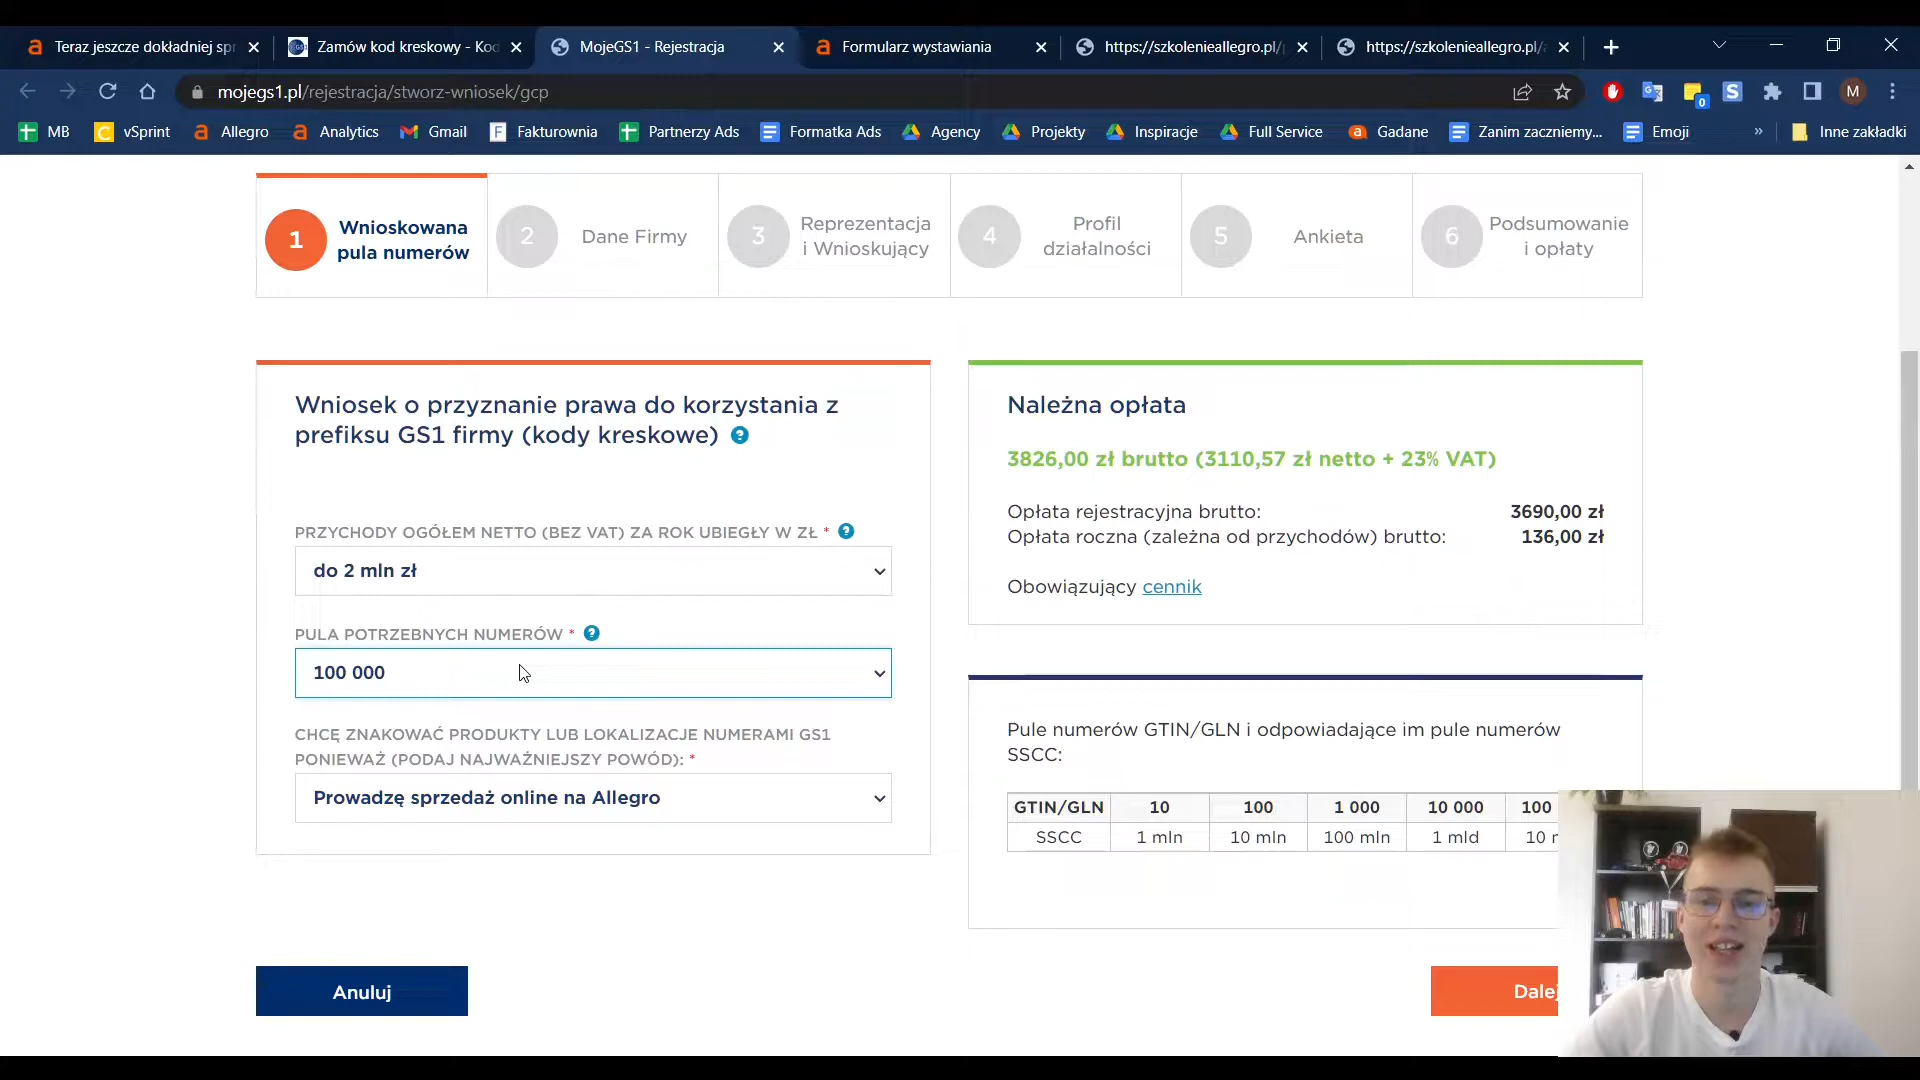 Teraz jeszcze dokładniej spr
Zamów kod kreskowy - Kod
MojeGS1 - Rejestracja
Formularz wystawiania
https://szkolenieallegro.pl/
https://szkolenieallegro.pl/
mojegs1.pl/rejestracja/stworz-wniosek/gcp
0
M
MB
vSprint
Allegro
Analytics
Gmail
Fakturownia
Partnerzy Ads
Formatka Ads
Agency
Projekty
Inspiracje
Full Service
Gadane
Zanim zaczniemy...
Emoji
»
Inne zakładki
1
Wnioskowana
pula numerów
2
Dane Firmy
3
Reprezentacja
i Wnioskujący
4
Profil
działalności
5
Ankieta
6
Podsumowanie
i opłaty
Wniosek o przyznanie prawa do korzystania z
prefiksu GS1 firmy (kody kreskowe) ?
PRZYCHODY OGÓŁEM NETTO (BEZ VAT) ZA ROK UBIEGŁY W ZŁ * ?
do 2 mln zł
PULA POTRZEBNYCH NUMERÓW * ?
100 000
CHCĘ ZNAKOWAĆ PRODUKTY LUB LOKALIZACJE NUMERAMI GS1
PONIEWAŻ (PODAJ NAJWAŻNIEJSZY POWÓD): *
Prowadzę sprzedaż online na Allegro
Anuluj
Należna opłata
3826,00 zł brutto (3110,57 zł netto + 23% VAT)
Opłata rejestracyjna brutto: 3690,00 zł
Opłata roczna (zależna od przychodów) brutto: 136,00 zł
Obowiązujący cennik
Pule numerów GTIN/GLN i odpowiadające im pule numerów
SSCC:
GTIN/GLN 10 100 1 000 10 000 100
SSCC 1 mln 10 mln 100 mln 1 mld 10
Dalej